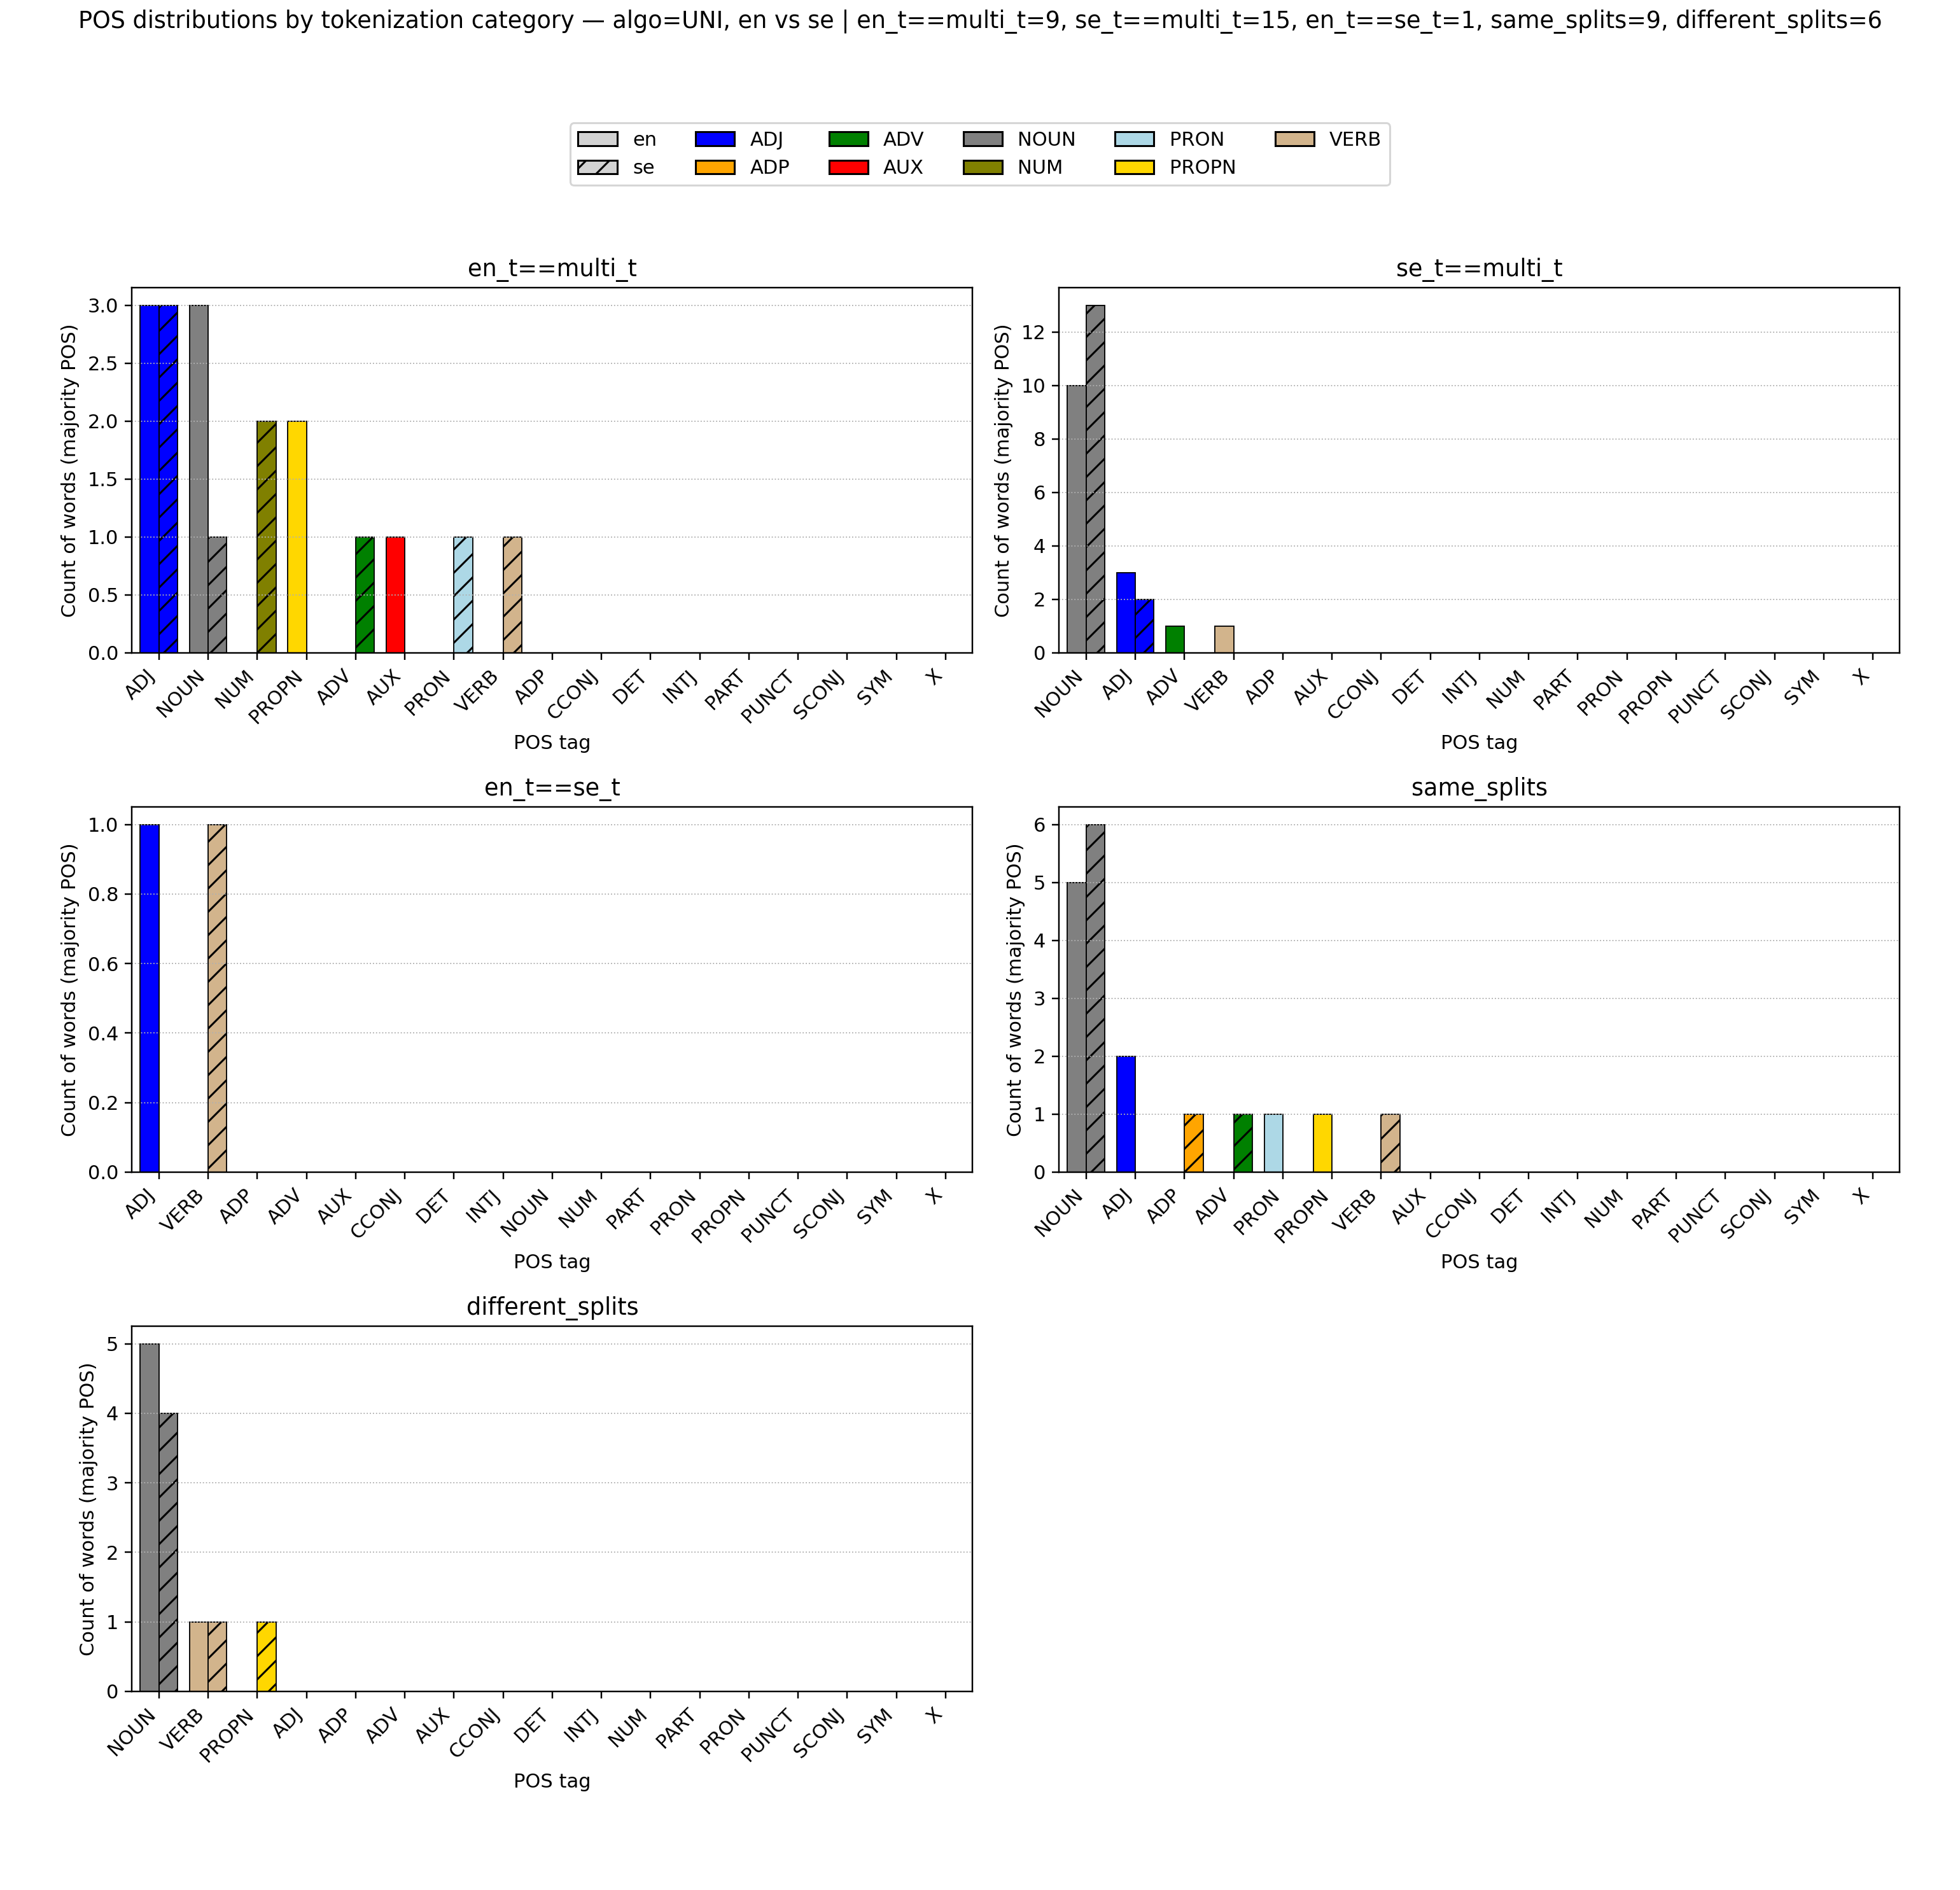 POS distributions by tokenization category — algo=UNI, en vs se | en_t==multi_t=9, se_t==multi_t=15, en_t==se_t=1, same_splits=9, different_splits=6
en ADJ ADV NOUN PRON VERB
se ADP AUX NUM PROPN
en_t==multi_t
Count of words (majority POS)
3.0
2.5
2.0
1.5
1.0
0.5
0.0
ADJ NOUN NUM PROPN ADV AUX PRON VERB ADP CCONJ DET INTJ PART PUNCT SCONJ SYM X
POS tag
se_t==multi_t
Count of words (majority POS)
12
10
8
6
4
2
0
NOUN ADJ ADV VERB ADP AUX CCONJ DET INTJ NUM PART PRON PROPN PUNCT SCONJ SYM X
POS tag
en_t==se_t
Count of words (majority POS)
1.0
0.8
0.6
0.4
0.2
0.0
ADJ VERB ADP ADV AUX CCONJ DET INTJ NOUN NUM PART PRON PROPN PUNCT SCONJ SYM X
POS tag
same_splits
Count of words (majority POS)
6
5
4
3
2
1
0
NOUN ADJ ADP ADV PRON PROPN VERB AUX CCONJ DET INTJ NUM PART PUNCT SCONJ SYM X
POS tag
different_splits
Count of words (majority POS)
5
4
3
2
1
0
NOUN VERB PROPN ADJ ADP ADV AUX CCONJ DET INTJ NUM PART PRON PUNCT SCONJ SYM X
POS tag